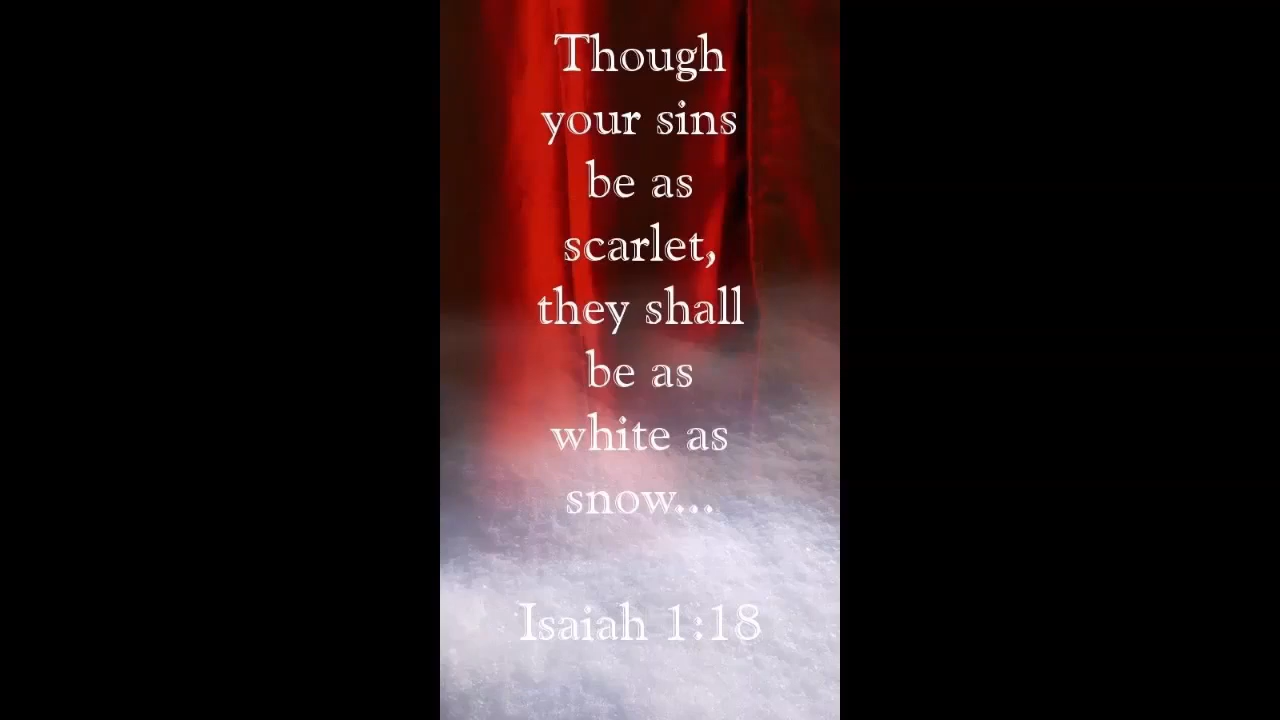 Though
your sins
be as
scarlet,
they shall
be as
white as
snow...
Isaiah 1:18